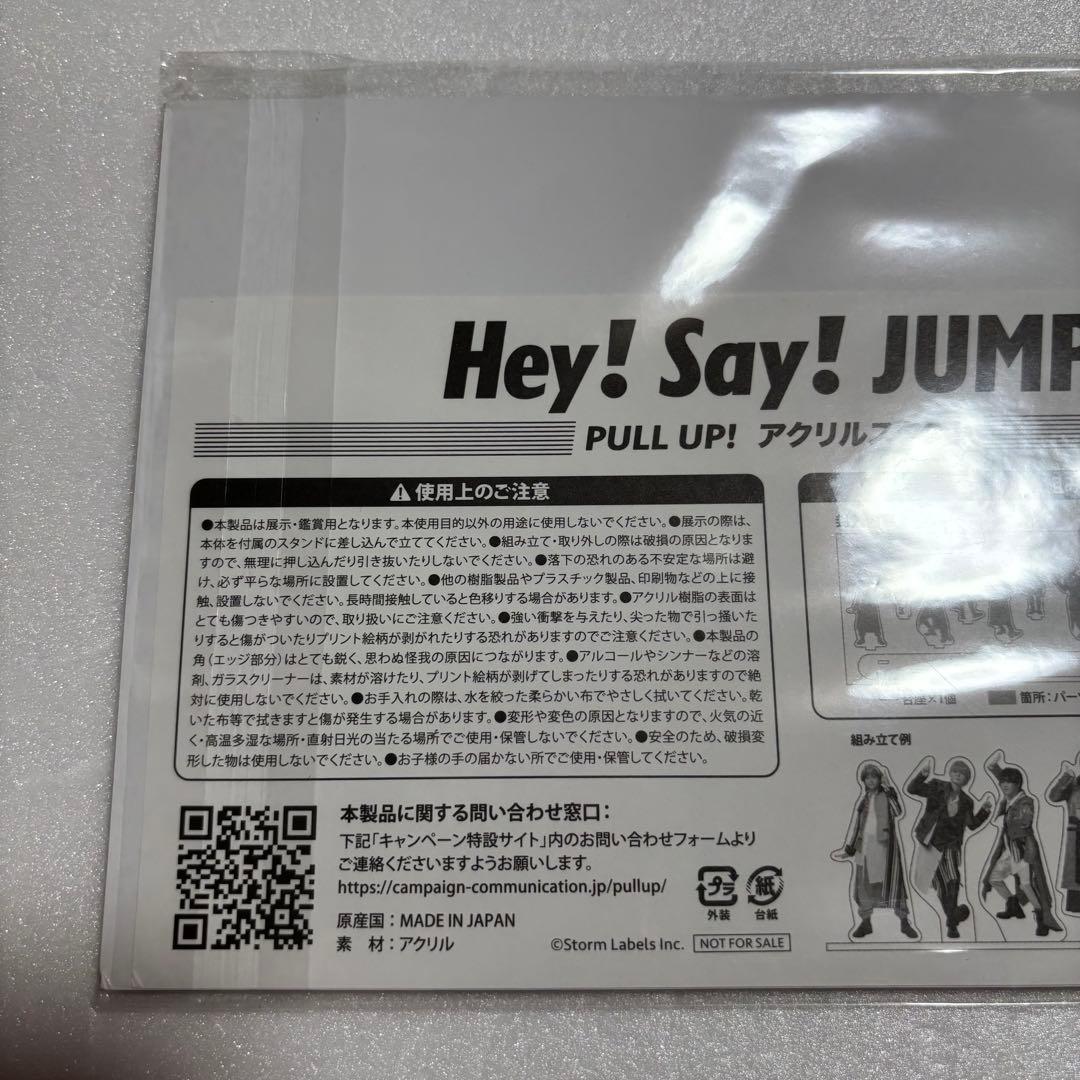 Hey! Say! JUMP
PULL UP! アクリルス
⚠使用上のご注意
●本製品は展示・鑑賞用となります。本使用目的以外の用途に使用しないでください。●展示の際は、
本体を付属のスタンドに差し込んで立ててください。●組み立て・取り外しの際は破損の原因となりま
すので、無理に押し込んだり引き抜いたりしないでください。●落下の恐れのある不安定な場所は避
け、必ず平らな場所に設置してください。●他の樹脂製品やプラスチック製品、印刷物などの上に接
触、設置しないでください。長時間接触していると色移りする場合があります。●アクリル樹脂の表面は
とても傷つきやすいので、取り扱いにご注意ください。●強い衝撃を与えたり、尖った物で引っ掻いた
りすると傷がついたりプリント絵柄が剥がれたりする恐れがありますのでご注意ください。●本製品の
角（エッジ部分）はとても鋭く、思わぬ怪我の原因につながります。●アルコールやシンナーなどの溶
剤、ガラスクリーナーは、素材が溶けたり、プリント絵柄が剥げてしまったりする恐れがありますので絶
対に使用しないでください。●お手入れの際は、水を絞った柔らかい布でやさしく拭いてください。乾
いた布等で拭きますと傷が発生する場合があります。●変形や変色の原因となりますので、火気の近
く・高温多湿な場所・直射日光の当たる場所でご使用・保管しないでください。●安全のため、破損変
形した物は使用しないでください。●お子様の手の届かない所でご使用・保管してください。
本製品に関する問い合わせ窓口：
下記「キャンペーン特設サイト」内のお問い合わせフォームより
ご連絡くださいますようお願いします。
https://campaign-communication.jp/pullup/
原産国：MADE IN JAPAN
素 材：アクリル
プラ
外装
紙
台紙
©Storm Labels Inc.
NOT FOR SALE
台座×1個
箇所：パー
組み立て例